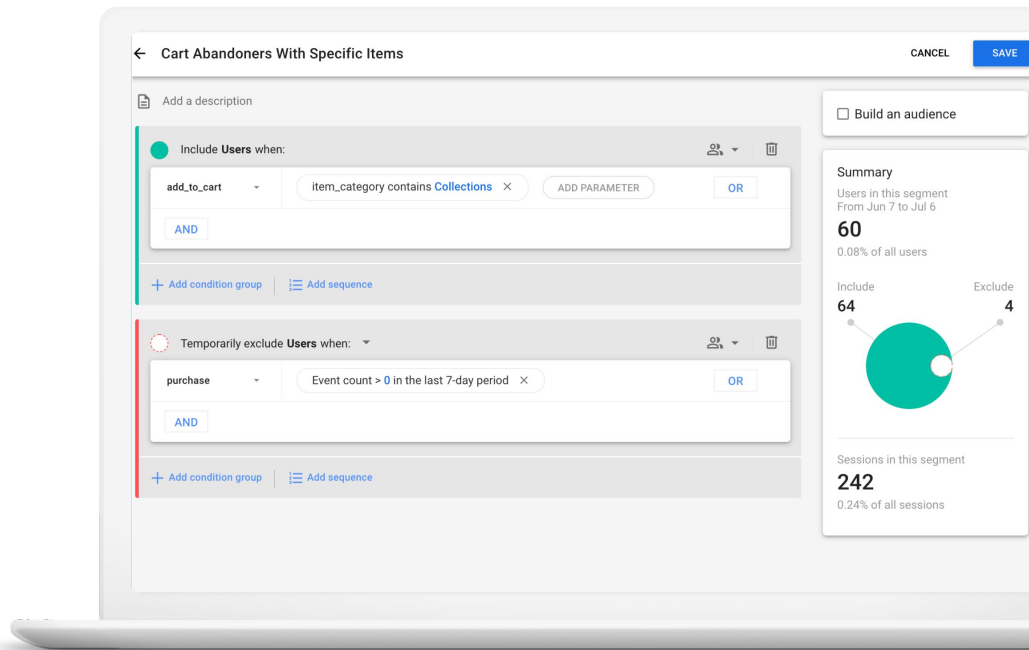 Cart Abandoners With Specific Items
CANCEL
SAVE
Add a description
Include Users when:
add_to_cart
item_category contains Collections
ADD PARAMETER
OR
AND
Add condition group
Add sequence
Temporarily exclude Users when:
purchase
Event count > 0 in the last 7-day period
OR
AND
Add condition group
Add sequence
Build an audience
Summary
Users in this segment
From Jun 7 to Jul 6
60
0.08% of all users
Include
Exclude
64
4
Sessions in this segment
242
0.24% of all sessions